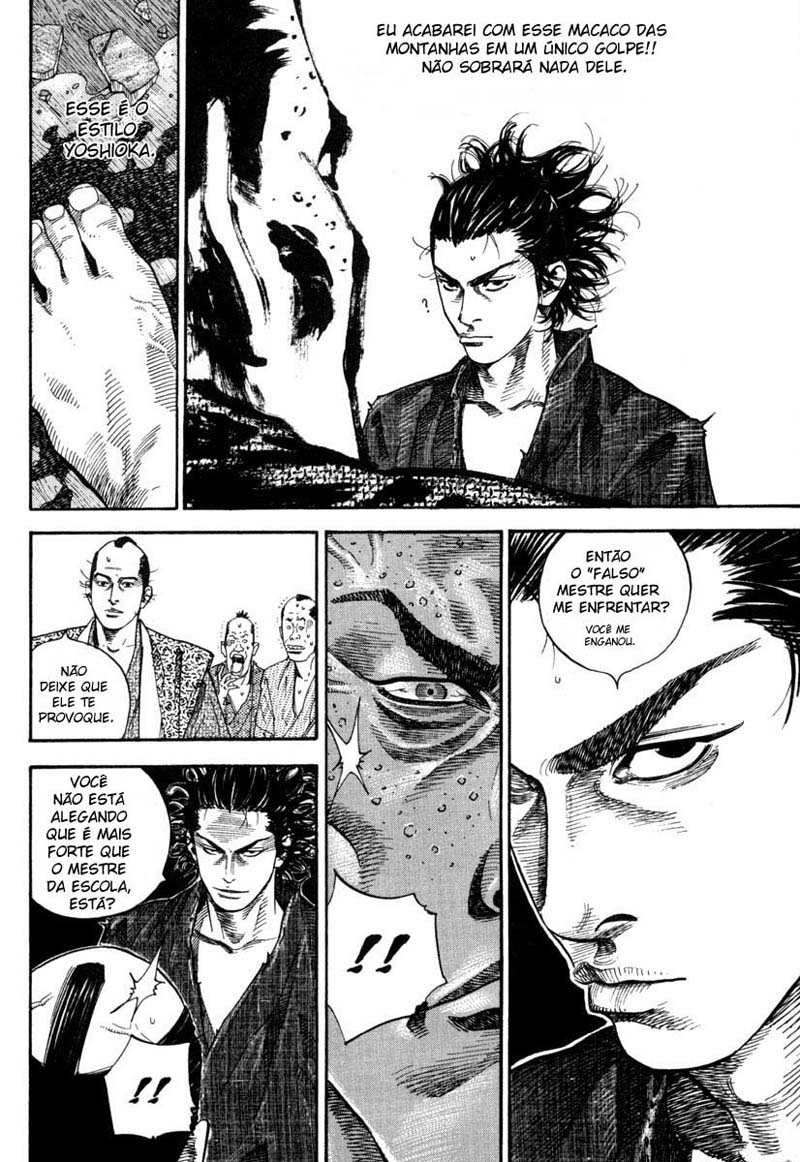 EU ACABAREI COM ESSE MACACO DAS
MONTANHAS EM UM ÚNICO GOLPE!!
NÃO SOBRARÁ NADA DELE.
ESSE É O
ESTILO
YOSHIOKA.
?
ENTÃO
O "FALSO"
MESTRE QUER
ME ENFRENTAR?
VOCÊ ME
ENGANOU.
!!
NÃO
DEIXE QUE
ELE TE
PROVOQUE.
VOCÊ
NÃO ESTÁ
ALEGANDO
QUE É MAIS
FORTE QUE
O MESTRE
DA ESCOLA,
ESTÁ?
!!